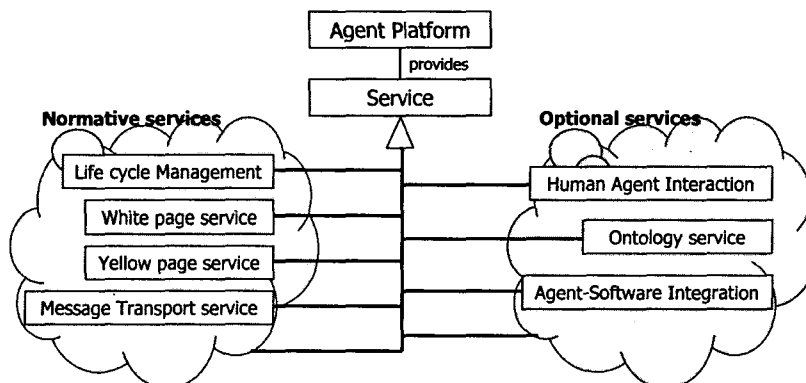 Agent Platform
provides
Service
Normative services
Life cycle Management
White page service
Yellow page service
Message Transport service
Optional services
Human Agent Interaction
Ontology service
Agent-Software Integration